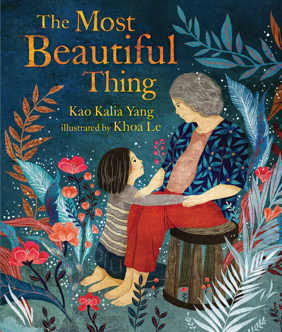 The Most
Beautiful
Thing
Kao Kalia Yang
illustrated by Khoa Le